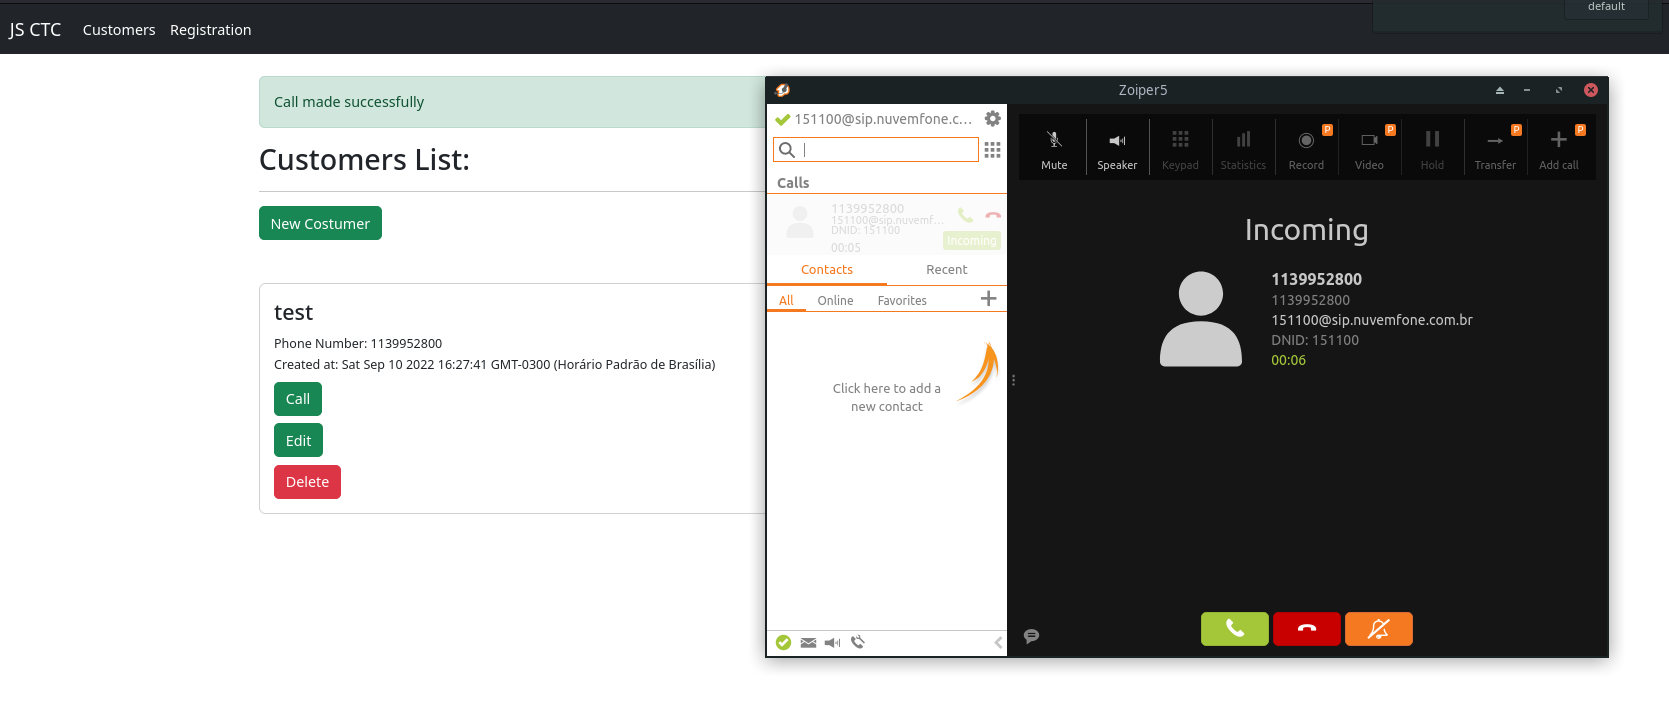 default
JS CTC Customers Registration
Call made successfully
Customers List:
New Costumer
test
Phone Number: 1139952800
Created at: Sat Sep 10 2022 16:27:41 GMT-0300 (Horário Padrão de Brasília)
Call
Edit
Delete
Zoiper5
151100@sip.nuvemfone.c...
Calls
1139952800
151100@sip.nuvemf...
DNID: 151100
00:05
Incoming
Contacts Recent
All Online Favorites
Click here to add a
new contact
Mute Speaker Keypad Statistics Record P Video P Hold Transfer P Add call P
Incoming
1139952800
1139952800
151100@sip.nuvemfone.com.br
DNID: 151100
00:06